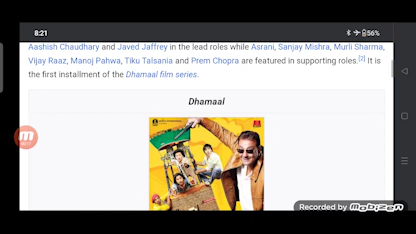 8:21
56%
Aashish Chaudhary and Javed Jaffrey in the lead roles while Asrani, Sanjay Mishra, Murli Sharma,
Vijay Raaz, Manoj Pahwa, Tiku Talsania and Prem Chopra are featured in supporting roles.[2] It is
the first installment of the Dhamaal film series.
Dhamaal
Recorded by Mobizen